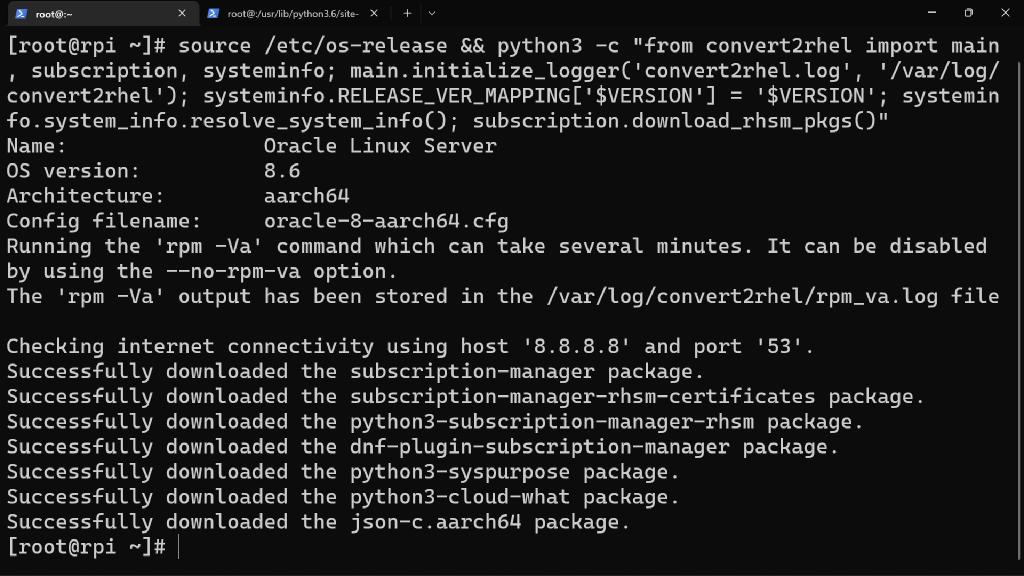 root@:~
root@:/usr/lib/python3.6/site-
[root@rpi ~]# source /etc/os-release && python3 -c "from convert2rhel import main
, subscription, systeminfo; main.initialize_logger('convert2rhel.log', '/var/log/
convert2rhel'); systeminfo.RELEASE_VER_MAPPING['$VERSION'] = '$VERSION'; systemin
fo.system_info.resolve_system_info(); subscription.download_rhsm_pkgs()"
Name: Oracle Linux Server
OS version: 8.6
Architecture: aarch64
Config filename: oracle-8-aarch64.cfg
Running the 'rpm -Va' command which can take several minutes. It can be disabled
by using the --no-rpm-va option.
The 'rpm -Va' output has been stored in the /var/log/convert2rhel/rpm_va.log file
Checking internet connectivity using host '8.8.8.8' and port '53'.
Successfully downloaded the subscription-manager package.
Successfully downloaded the subscription-manager-rhsm-certificates package.
Successfully downloaded the python3-subscription-manager-rhsm package.
Successfully downloaded the dnf-plugin-subscription-manager package.
Successfully downloaded the python3-syspurpose package.
Successfully downloaded the python3-cloud-what package.
Successfully downloaded the json-c.aarch64 package.
[root@rpi ~]#